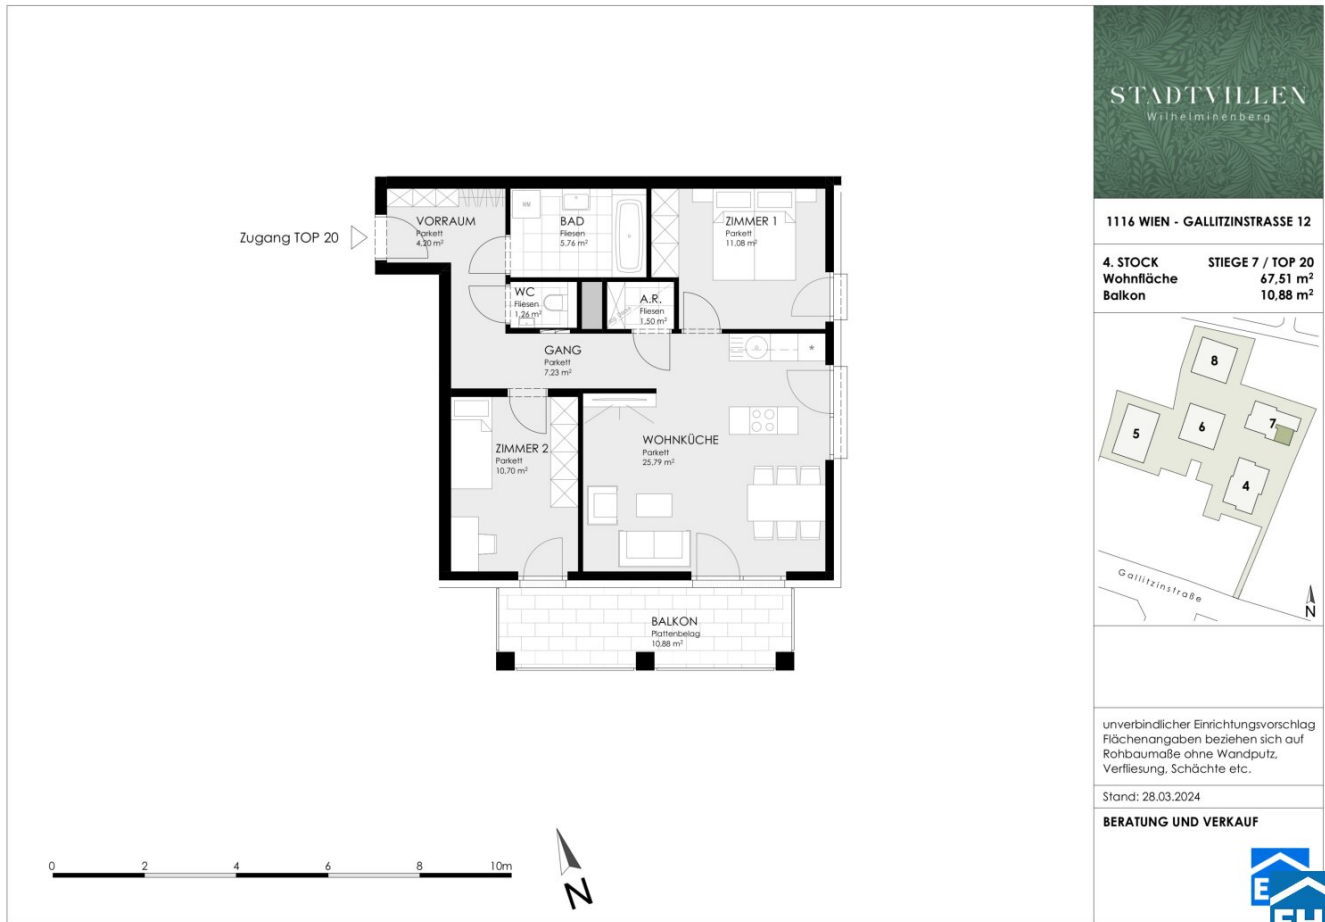 Zugang TOP 20
VORRAUM
Parkett
4,20 m²
WM
BAD
Fliesen
5,76 m²
ZIMMER 1
Parkett
11,08 m²
WC
Fliesen
1,26 m²
A.R.
Fliesen
1,50 m²
GANG
Parkett
7,23 m²
ZIMMER 2
Parkett
10,70 m²
WOHNKÜCHE
Parkett
25,79 m²
BALKON
Plattenbelag
10,88 m²
0 2 4 6 8 10m
N
STADTVILLEN
Wilhelminenberg
1116 WIEN - GALLITZINSTRASSE 12
4. STOCK STIEGE 7 / TOP 20
Wohnfläche 67,51 m²
Balkon 10,88 m²
8
7
6
5
4
Gallitzinstraße
N
unverbindlicher Einrichtungsvorschlag
Flächenangaben beziehen sich auf
Rohbaumaße ohne Wandputz,
Verfliesung, Schächte etc.
Stand: 28.03.2024
BERATUNG UND VERKAUF
E
EH